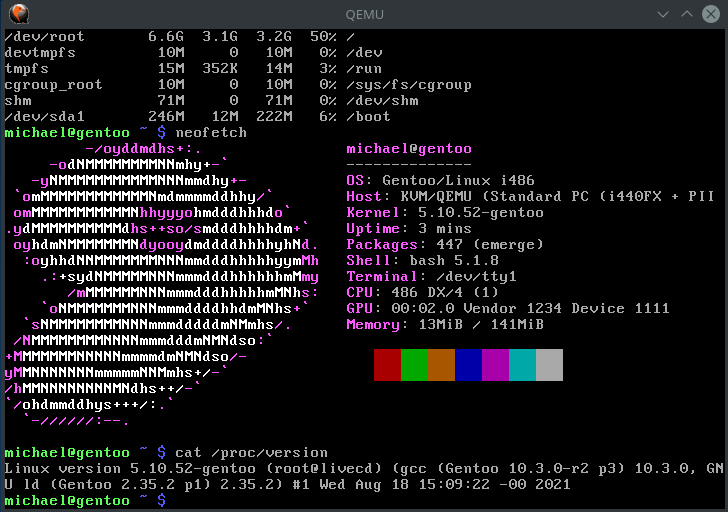 QEMU
/dev/root       6.6G  3.1G  3.2G  50% /
devtmpfs         10M     0   10M   0% /dev
tmpfs            15M  352K   14M   3% /run
cgroup_root      10M     0   10M   0% /sys/fs/cgroup
shm              71M     0   71M   0% /dev/shm
/dev/sda1       246M   12M  222M   6% /boot
michael@gentoo ~ $ neofetch
-/oyddmdhs+:.
-odNMMMMMMMMNNmhy+-`
-yNMMMMMMMMMMMNNNmmdhy+-
`omMMMMMMMMMMMMNmdmmmmddhhy/`
omMMMMMMMMMMMNhhyyyohmdddhhhdo`
.ydMMMMMMMMMMdhs++so/smdddhhhhdm+`
oyhdmNMMMMMMMNdyooydmddddhhhhyhNd.
:oyhhdNNMMMMMMMNNNmmdddhhhhhyymMh
.:+sydNMMMMMNNNmmmdddhhhhhhmMmy
/mMMMMMMNNNmmmdddhhhhhmMNhs:
`oNMMMMMMMNNNmmmddddhhdmMNhs+`
`sNMMMMMMMMNNNmmmdddddmNMmhs/.
/NMMMMMMMMNNNNmmmdddmNMNdso:`
+MMMMMMMNNNNNmmmmdmNMNdso/-
yMMNNNNNNNmmmmmNNMmhs+/-`
/hMMNNNNNNNNMNdhs++/-`
`/ohdmmddhys+++/:.`
`-//////:--.
michael@gentoo
--------------
OS: Gentoo/Linux i486
Host: KVM/QEMU (Standard PC (i440FX + PII
Kernel: 5.10.52-gentoo
Uptime: 3 mins
Packages: 447 (emerge)
Shell: bash 5.1.8
Terminal: /dev/tty1
CPU: 486 DX/4 (1)
GPU: 00:02.0 Vendor 1234 Device 1111
Memory: 13MiB / 141MiB
michael@gentoo ~ $ cat /proc/version
Linux version 5.10.52-gentoo (root@livecd) (gcc (Gentoo 10.3.0-r2 p3) 10.3.0, GN
U ld (Gentoo 2.35.2 p1) 2.35.2) #1 Wed Aug 18 15:09:22 -00 2021
michael@gentoo ~ $